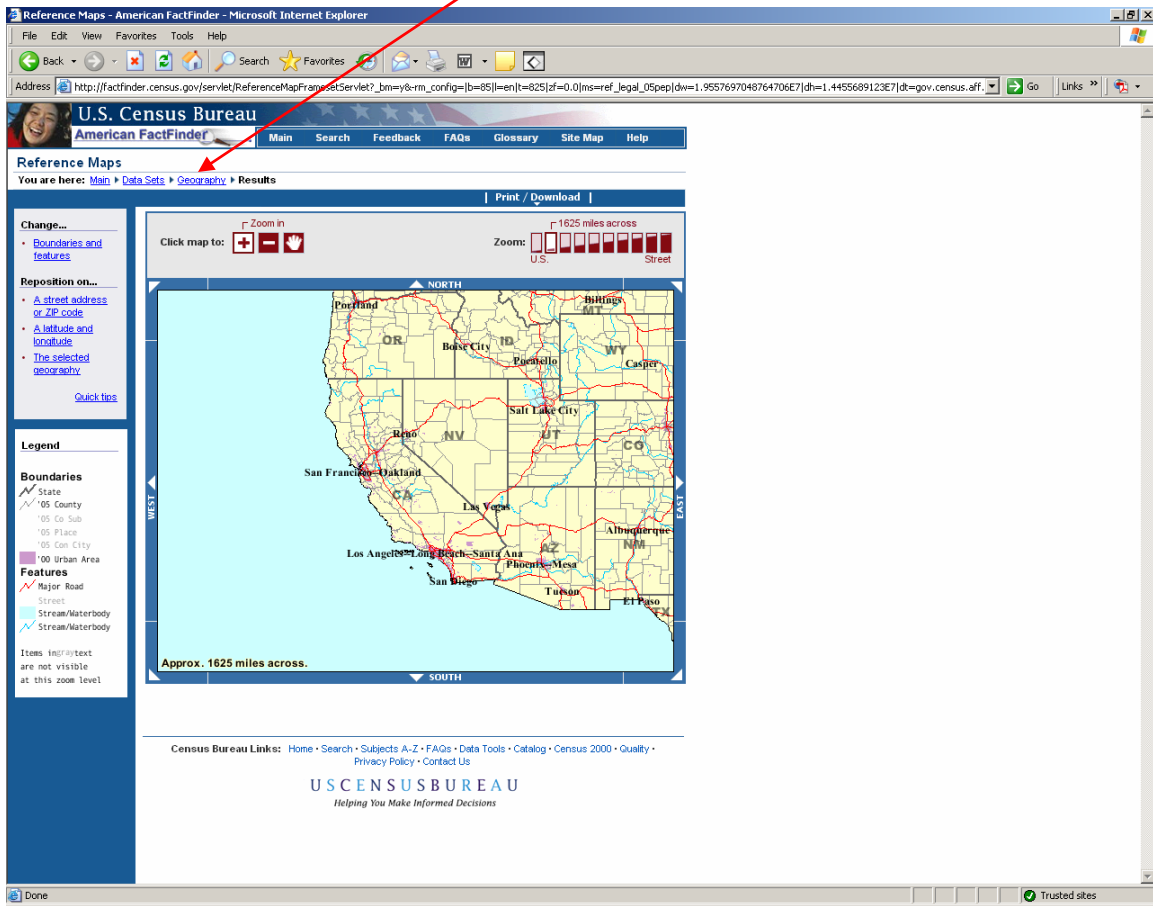 Reference Maps - American FactFinder - Microsoft Internet Explorer
File Edit View Favorites Tools Help
Back Search Favorites
Address http://factfinder.census.gov/servlet/ReferenceMapFramesetServlet?_bm=y&-rm_config=|b=85|l=en|t=825|zf=0.0|ms=ref_legal_05pep|dw=1.9557697048764706E7|dh=1.4455689123E7|dt=gov.census.aff. Go Links »
U.S. Census Bureau
American FactFinder
Main Search Feedback FAQs Glossary Site Map Help
Reference Maps
You are here: Main Data Sets Geography Results
| Print / Download |
Change...
• Boundaries and
features
Reposition on...
• A street address
or ZIP code
• A latitude and
longitude
• The selected
geography
Quick tips
Legend
Boundaries
State
'05 County
'05 Co Sub
'05 Place
'05 Con City
'00 Urban Area
Features
Major Road
Street
Stream/Waterbody
Stream/Waterbody
Items in gray text
are not visible
at this zoom level
Zoom in
Click map to:
1625 miles across
Zoom:
U.S. Street
NORTH
WEST
EAST
Portland
Billings
MT
OR
Boise City
ID
WY
Pocatello
Casper
Salt Lake City
Reno
NV
UT
CO
San Francisco--Oakland
CA
Las Vegas
Albuquerque
Los Angeles--Long Beach--Santa Ana
AZ
NM
Phoenix--Mesa
San Diego
Tucson
El Paso
TX
Approx. 1625 miles across.
SOUTH
Census Bureau Links: Home • Search • Subjects A-Z • FAQs • Data Tools • Catalog • Census 2000 • Quality •
Privacy Policy • Contact Us
USCENSUSBUREAU
Helping You Make Informed Decisions
Done Trusted sites